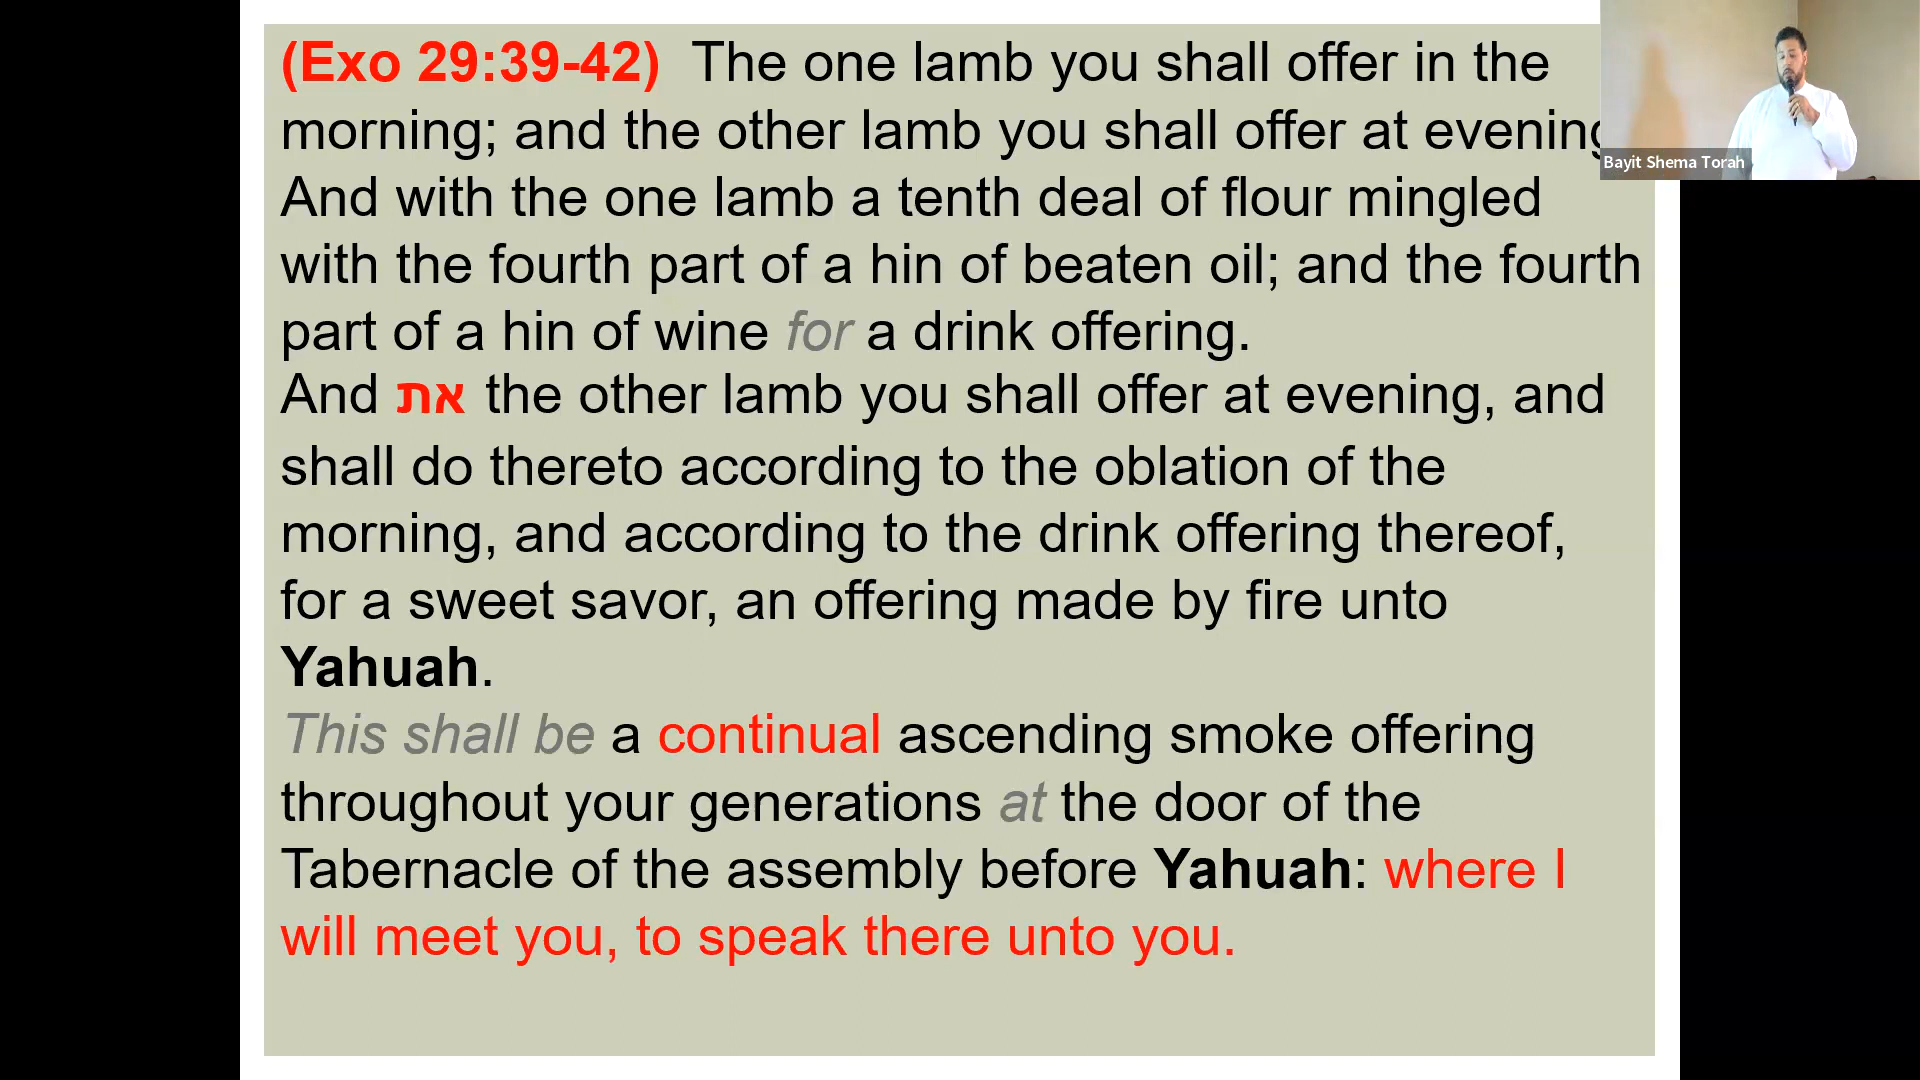 (Exo 29:39-42) The one lamb you shall offer in the
morning; and the other lamb you shall offer at evening
And with the one lamb a tenth deal of flour mingled
with the fourth part of a hin of beaten oil; and the fourth
part of a hin of wine for a drink offering.
And את the other lamb you shall offer at evening, and
shall do thereto according to the oblation of the
morning, and according to the drink offering thereof,
for a sweet savor, an offering made by fire unto
Yahuah.
This shall be a continual ascending smoke offering
throughout your generations at the door of the
Tabernacle of the assembly before Yahuah: where I
will meet you, to speak there unto you.
Bayit Shema Torah